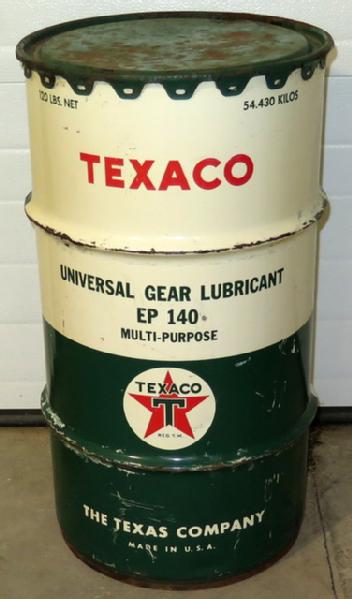 120 LBS. NET
54.430 KILOS
TEXACO
UNIVERSAL GEAR LUBRICANT
EP 140
MULTI-PURPOSE
TEXACO
T
REG. T.M.
THE TEXAS COMPANY
MADE IN U.S.A.